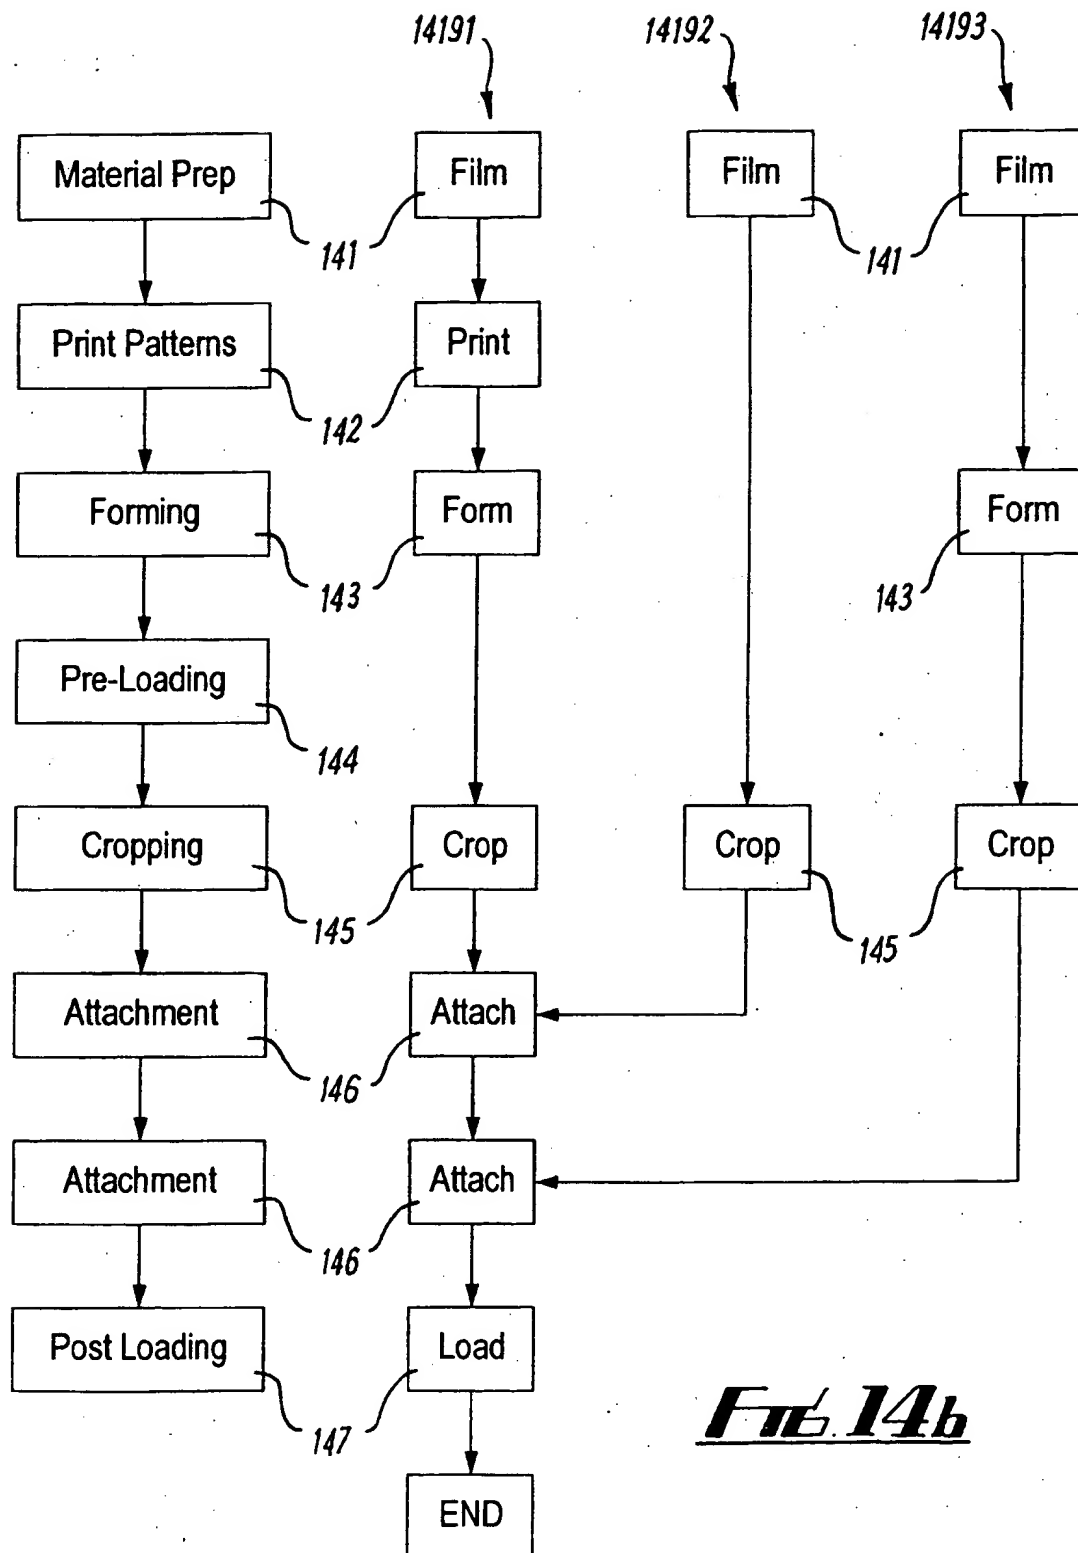 14191 14192 14193
Material Prep Film Film Film
141 141
Print Patterns Print
142
Forming Form Form
143 143
Pre-Loading
144
Cropping Crop Crop Crop
145 145
Attachment Attach
146
Attachment Attach
146
Post Loading Load
147
FIG. 14b
END